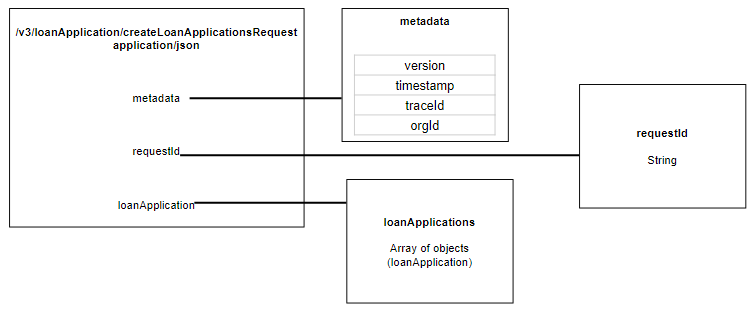 /v3/loanApplication/createLoanApplicationsRequest
application/json
metadata
requestId
loanApplication
metadata
version
timestamp
traceId
orgId
requestId
String
loanApplications
Array of objects
(loanApplication)